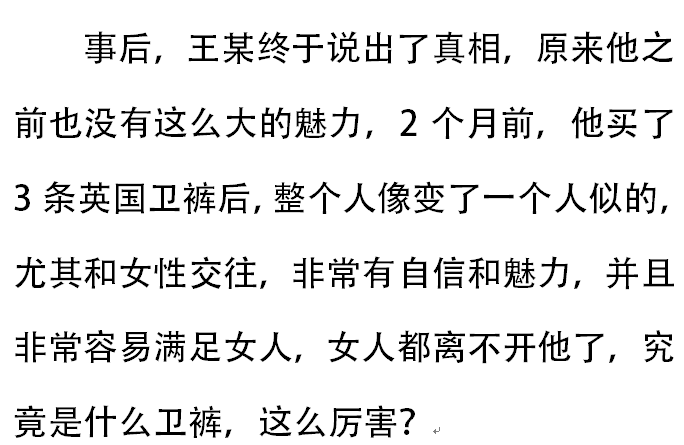 事后，王某终于说出了真相，原来他之
前也没有这么大的魅力，2 个月前，他买了
3 条英国卫裤后，整个人像变了一个人似的，
尤其和女性交往，非常有自信和魅力，并且
非常容易满足女人，女人都离不开他了，究
竟是什么卫裤，这么厉害？